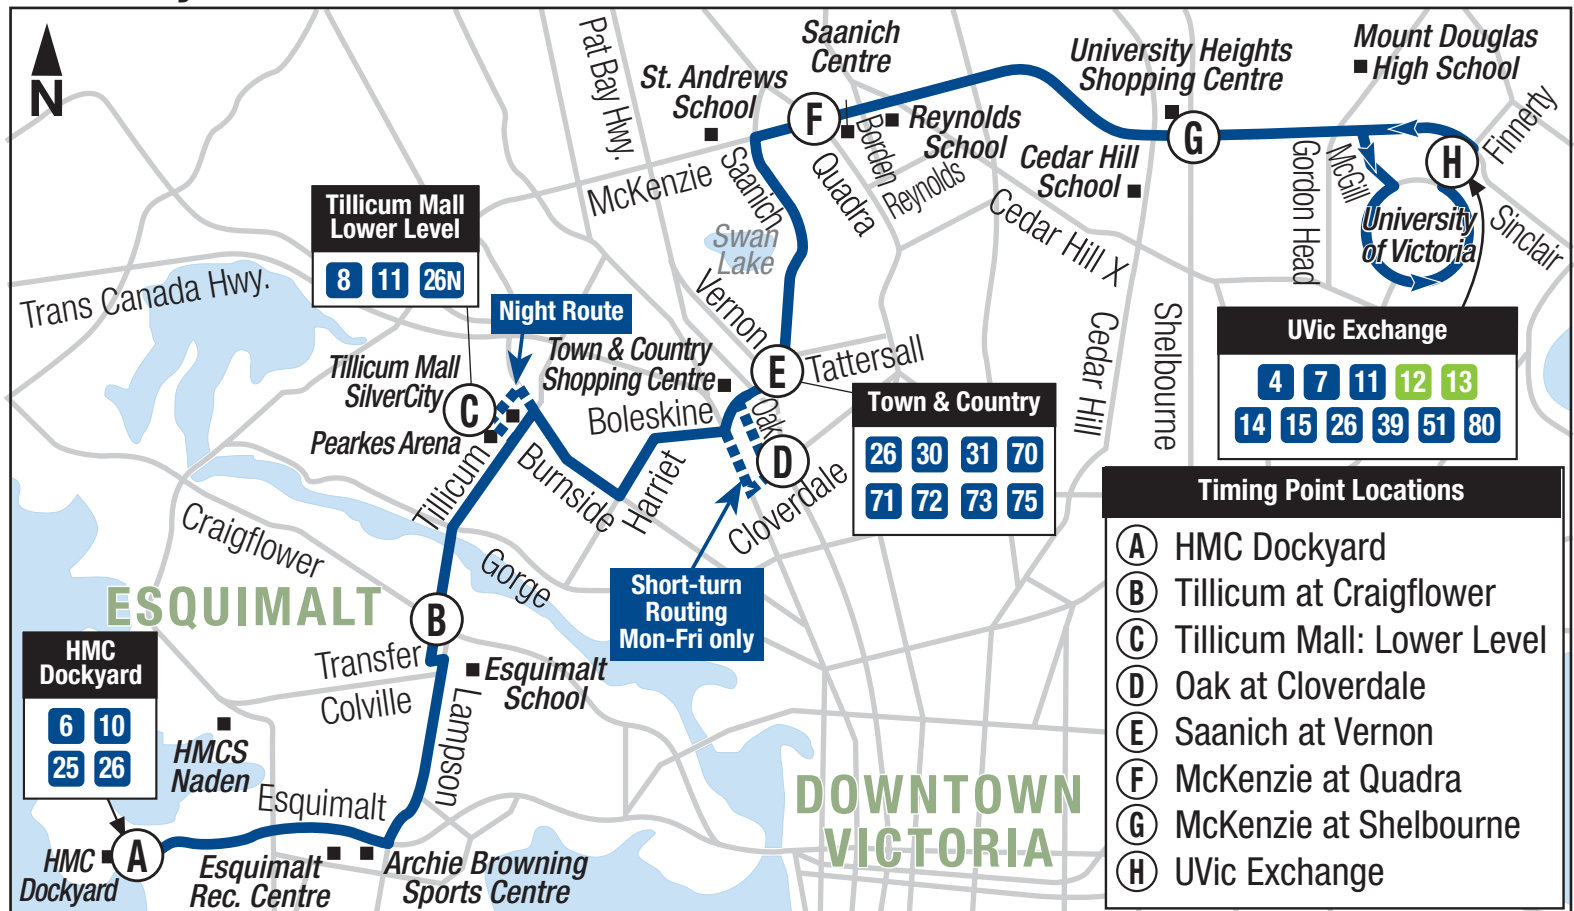 N
Pat Bay Hwy.
Saanich
Centre
St. Andrews
School
University Heights
Shopping Centre
Mount Douglas
High School
F
Borden
Reynolds
School
Reynolds
Quadra
Cedar Hill
School
G
H
Finnerty
Sinclair
McGill
Gordon Head
University
of Victoria
McKenzie
Saanich
Swan
Lake
Cedar Hill X
Vernon
Tattersall
Cedar Hill
Shelbourne
Trans Canada Hwy.
Tillicum Mall
Lower Level
8 11 26N
Night Route
Tillicum Mall
SilverCity
C
Pearkes Arena
Town & Country
Shopping Centre
Boleskine
E
Oak
D
Cloverdale
Town & Country
26 30 31 70
71 72 73 75
UVic Exchange
4 7 11 12 13
14 15 26 39 51 80
Tillicum
Burnside
Harriet
Craigflower
Gorge
Short-turn
Routing
Mon-Fri only
ESQUIMALT
B
Transfer
Colville
Esquimalt
School
Lampson
HMC
Dockyard
6 10
25 26
HMCS
Naden
Esquimalt
A
HMC
Dockyard
Esquimalt
Rec. Centre
Archie Browning
Sports Centre
DOWNTOWN
VICTORIA
Timing Point Locations
A HMC Dockyard
B Tillicum at Craigflower
C Tillicum Mall: Lower Level
D Oak at Cloverdale
E Saanich at Vernon
F McKenzie at Quadra
G McKenzie at Shelbourne
H UVic Exchange